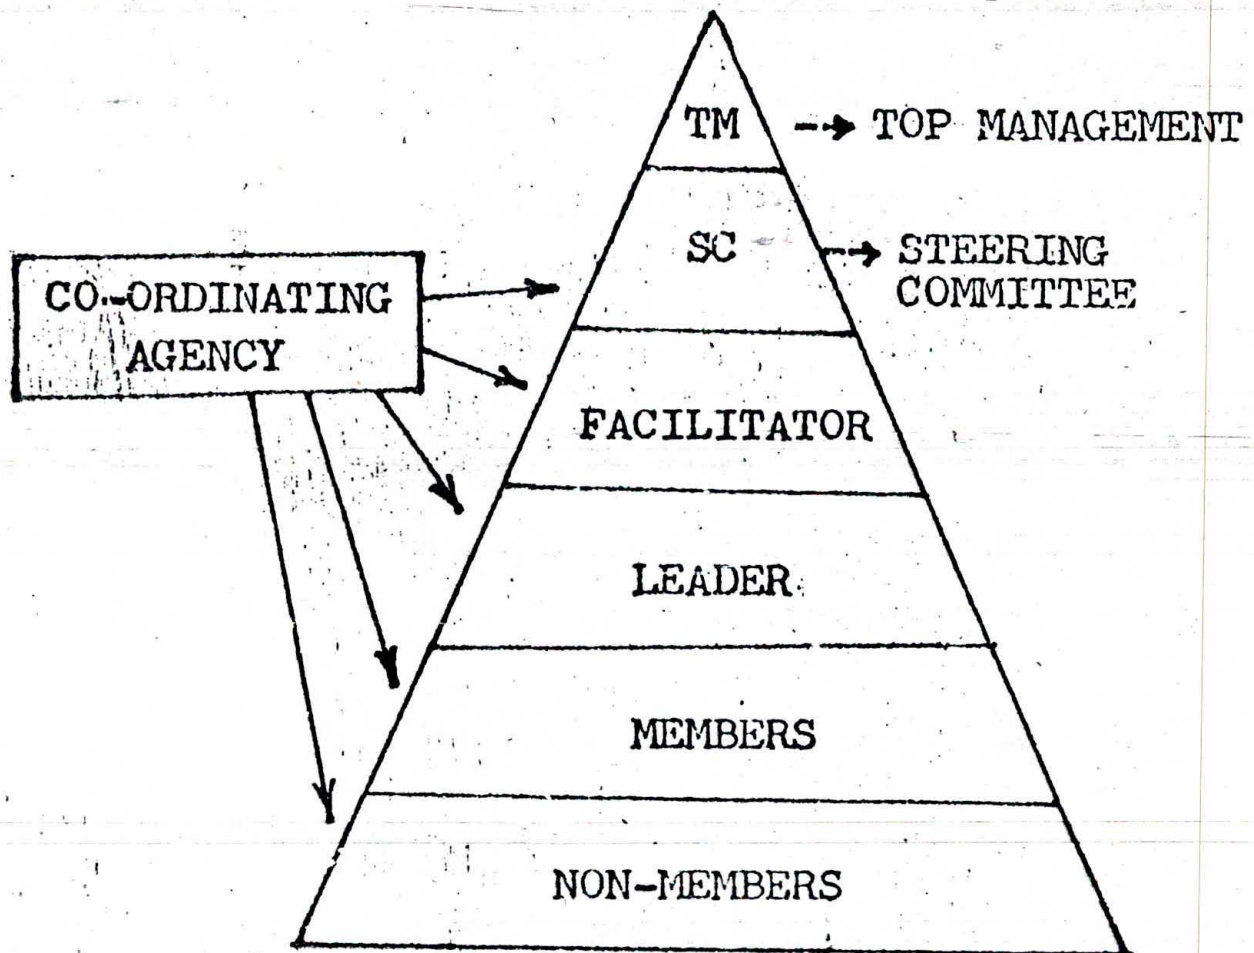 TM
TOP MANAGEMENT
SC
STEERING
COMMITTEE
CO-ORDINATING
AGENCY
FACILITATOR
LEADER
MEMBERS
NON-MEMBERS